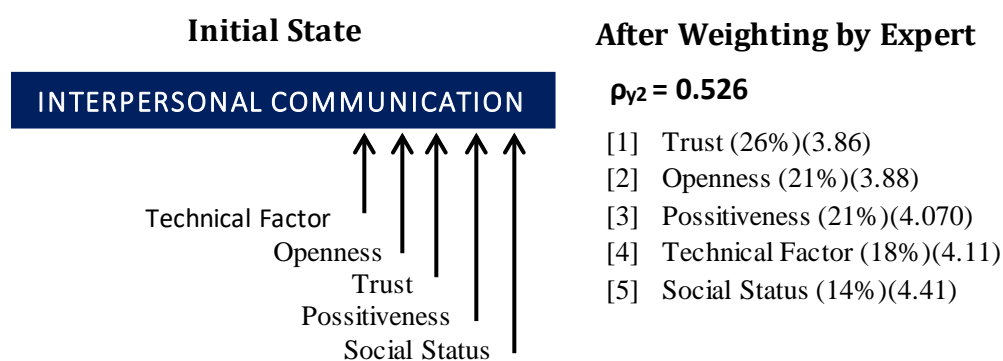 Initial State
INTERPERSONAL COMMUNICATION
Technical Factor
Openness
Trust
Possitiveness
Social Status
After Weighting by Expert
ρy2 = 0.526
[1] Trust (26%)(3.86)
[2] Openness (21%)(3.88)
[3] Possitiveness (21%)(4.070)
[4] Technical Factor (18%)(4.11)
[5] Social Status (14%)(4.41)